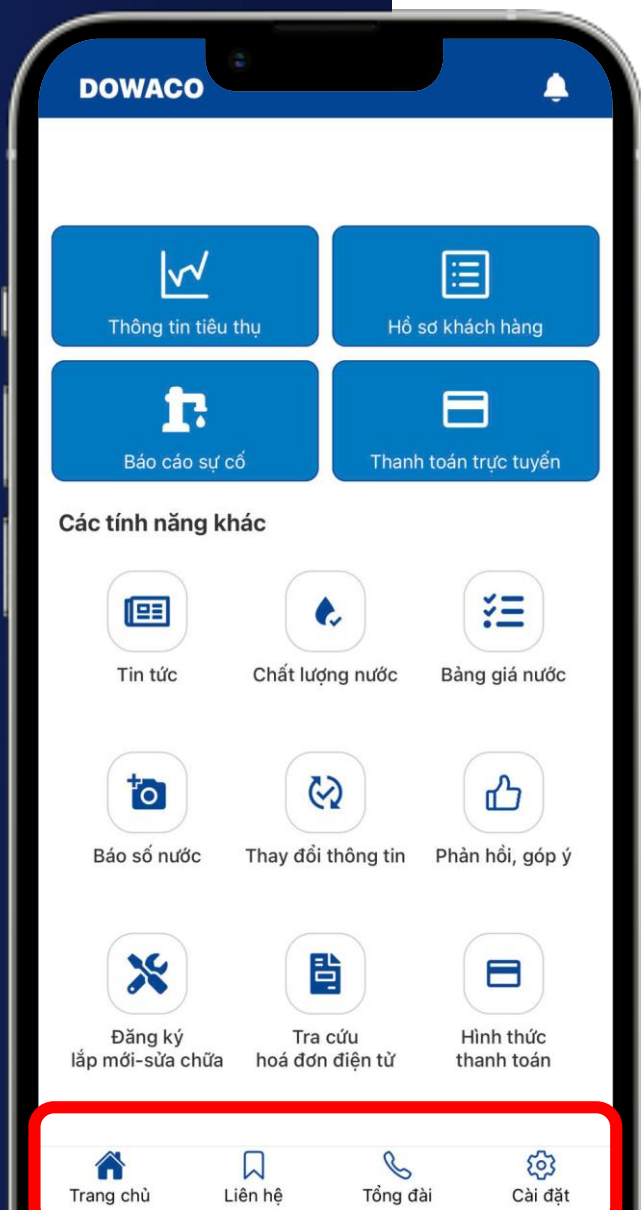 DOWACO
Thông tin tiêu thụ
Hồ sơ khách hàng
Báo cáo sự cố
Thanh toán trực tuyến
Các tính năng khác
Tin tức
Chất lượng nước
Bảng giá nước
Báo số nước
Thay đổi thông tin
Phản hồi, góp ý
Đăng ký
lắp mới-sửa chữa
Tra cứu
hoá đơn điện tử
Hình thức
thanh toán
Trang chủ
Liên hệ
Tổng đài
Cài đặt